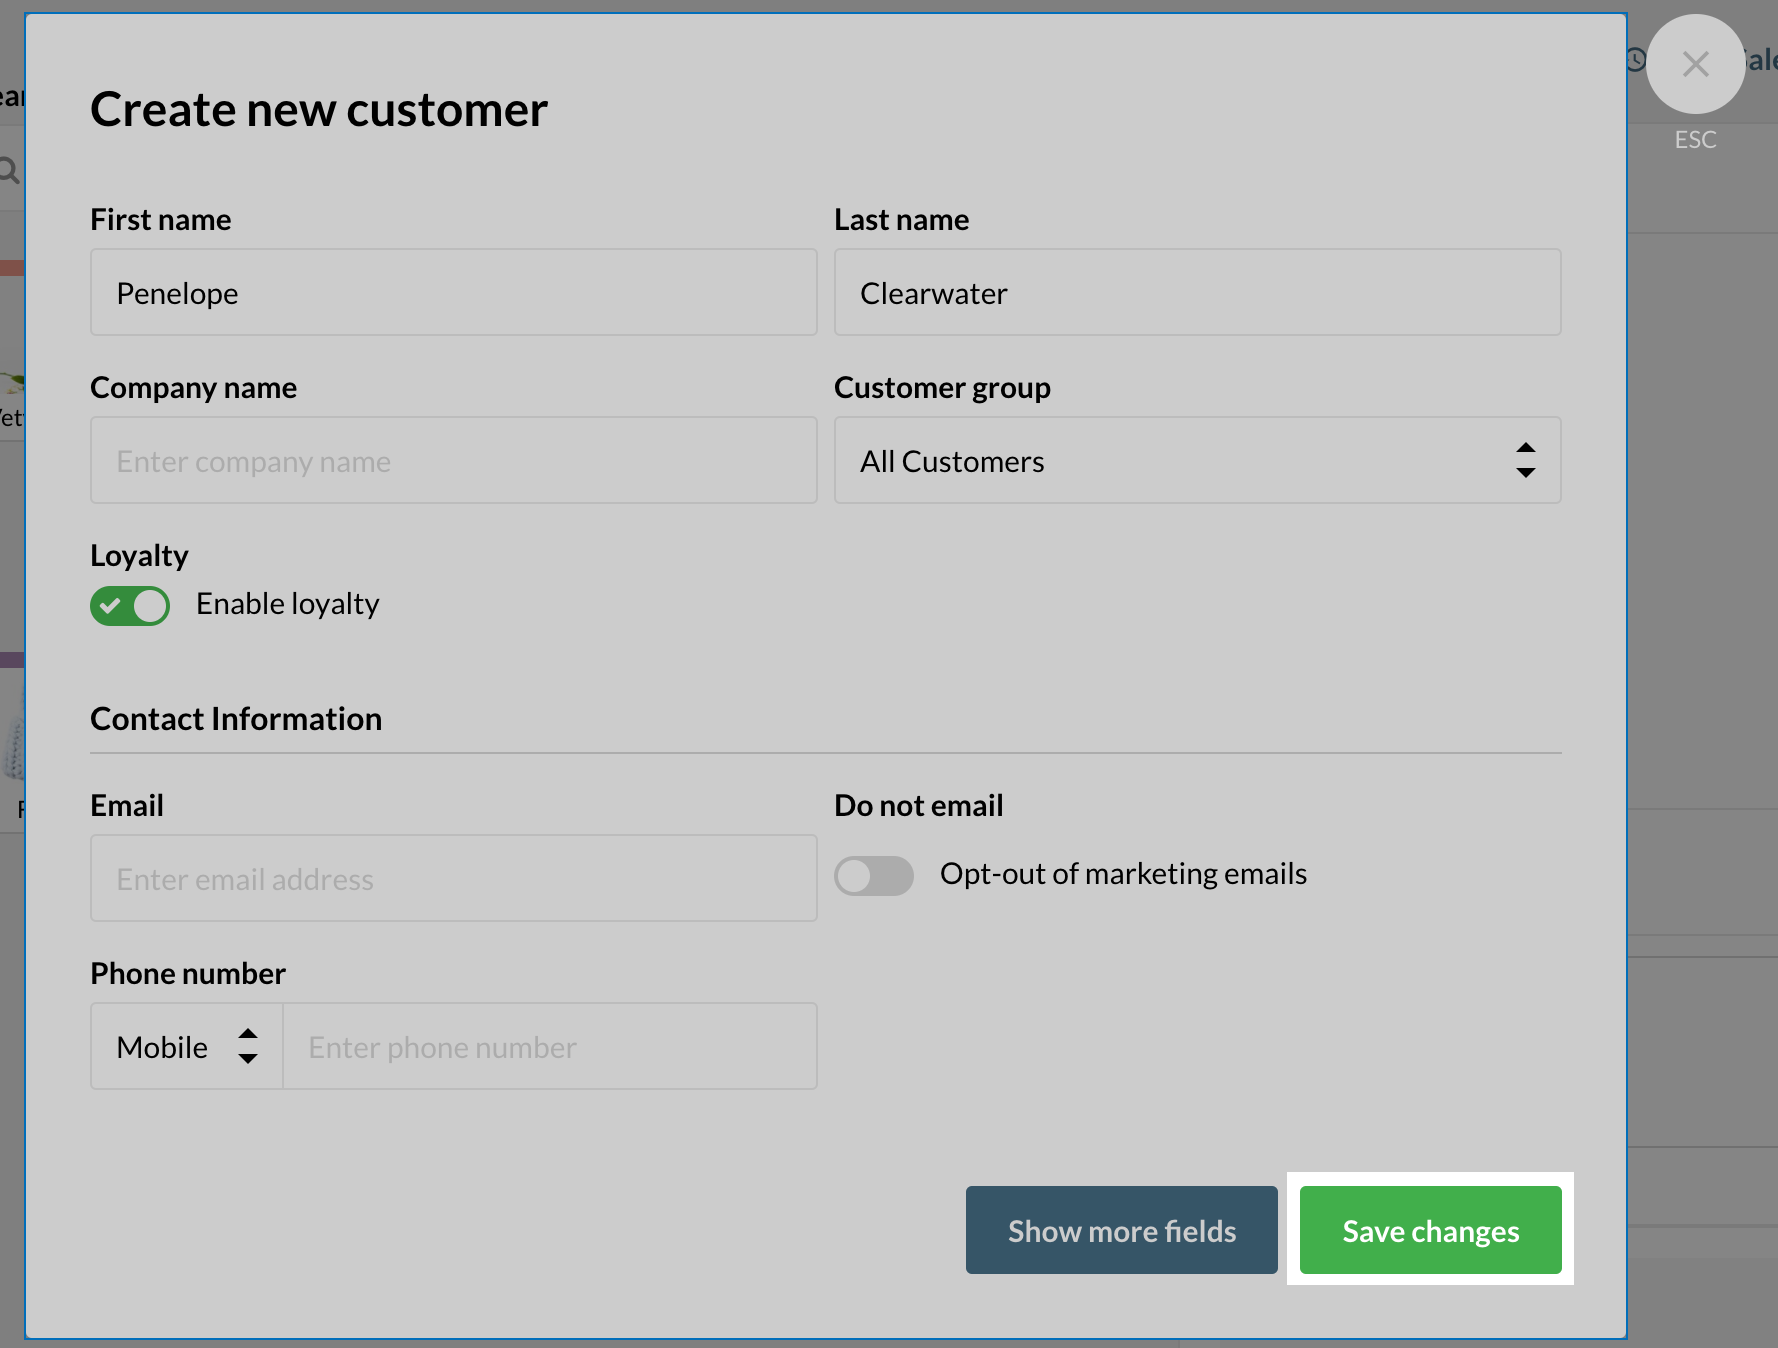 ESC
Create new customer
First name
Last name
Penelope
Clearwater
Company name
Customer group
Enter company name
All Customers
Loyalty
Enable loyalty
Contact Information
Email
Do not email
Enter email address
Opt-out of marketing emails
Phone number
Mobile
Enter phone number
Show more fields
Save changes